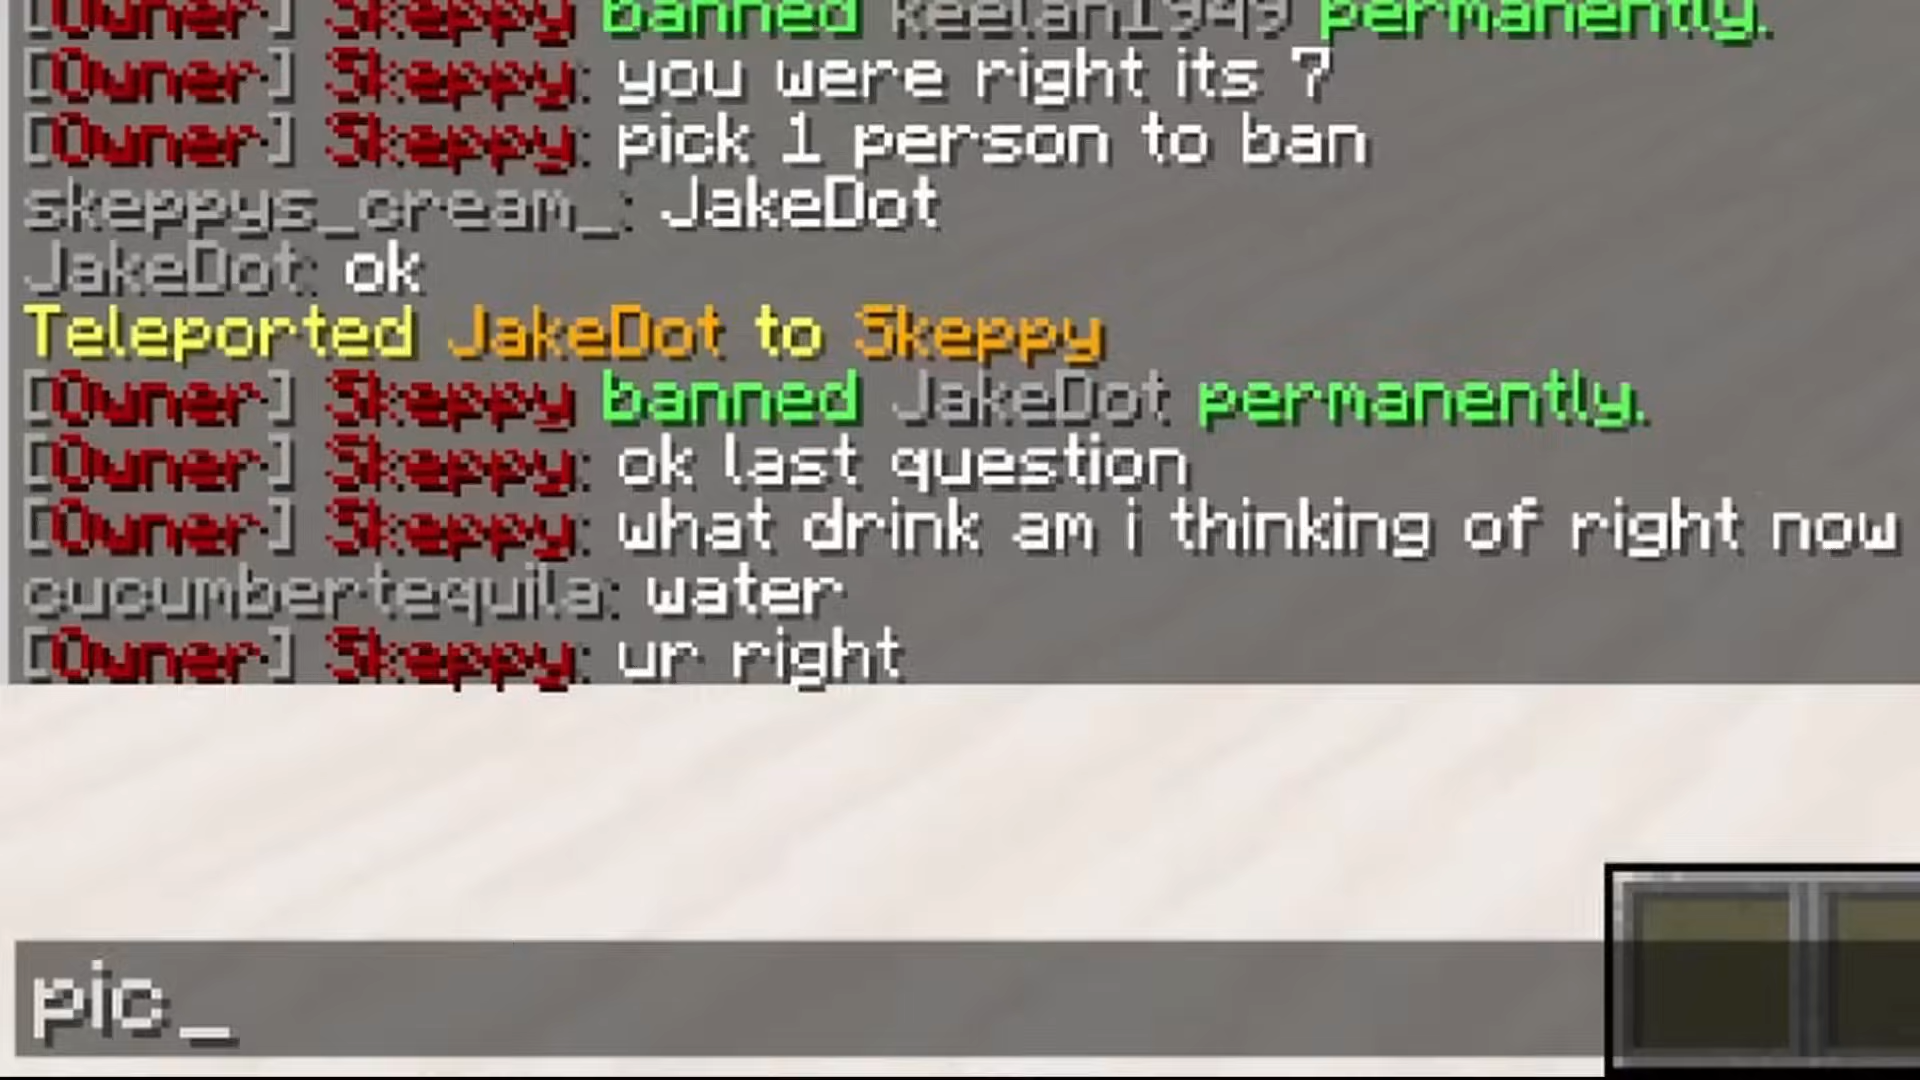 [Owner] Skeppy banned keelan1949 permanently.
[Owner] Skeppy: you were right its 7
[Owner] Skeppy: pick 1 person to ban
skeppys_cream_: JakeDot
JakeDot: ok
Teleported JakeDot to Skeppy
[Owner] Skeppy banned JakeDot permanently.
[Owner] Skeppy: ok last question
[Owner] Skeppy: what drink am i thinking of right now
cucumbertequila: water
[Owner] Skeppy: ur right
pic_